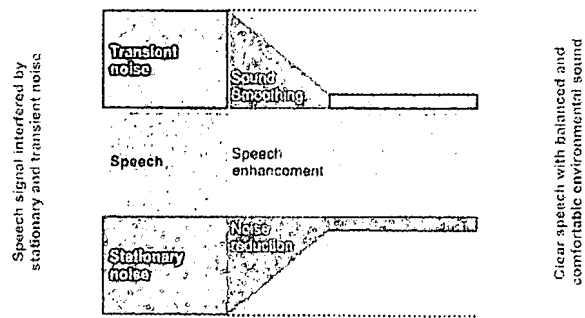 Speech signal interfered by
stationary and transient noise
Transient
noise
Sound
Smoothing
Speech
Speech
enhancement
Noise
reduction
Stationary
noise
Clear speech with balanced and
comfortable environmental sound